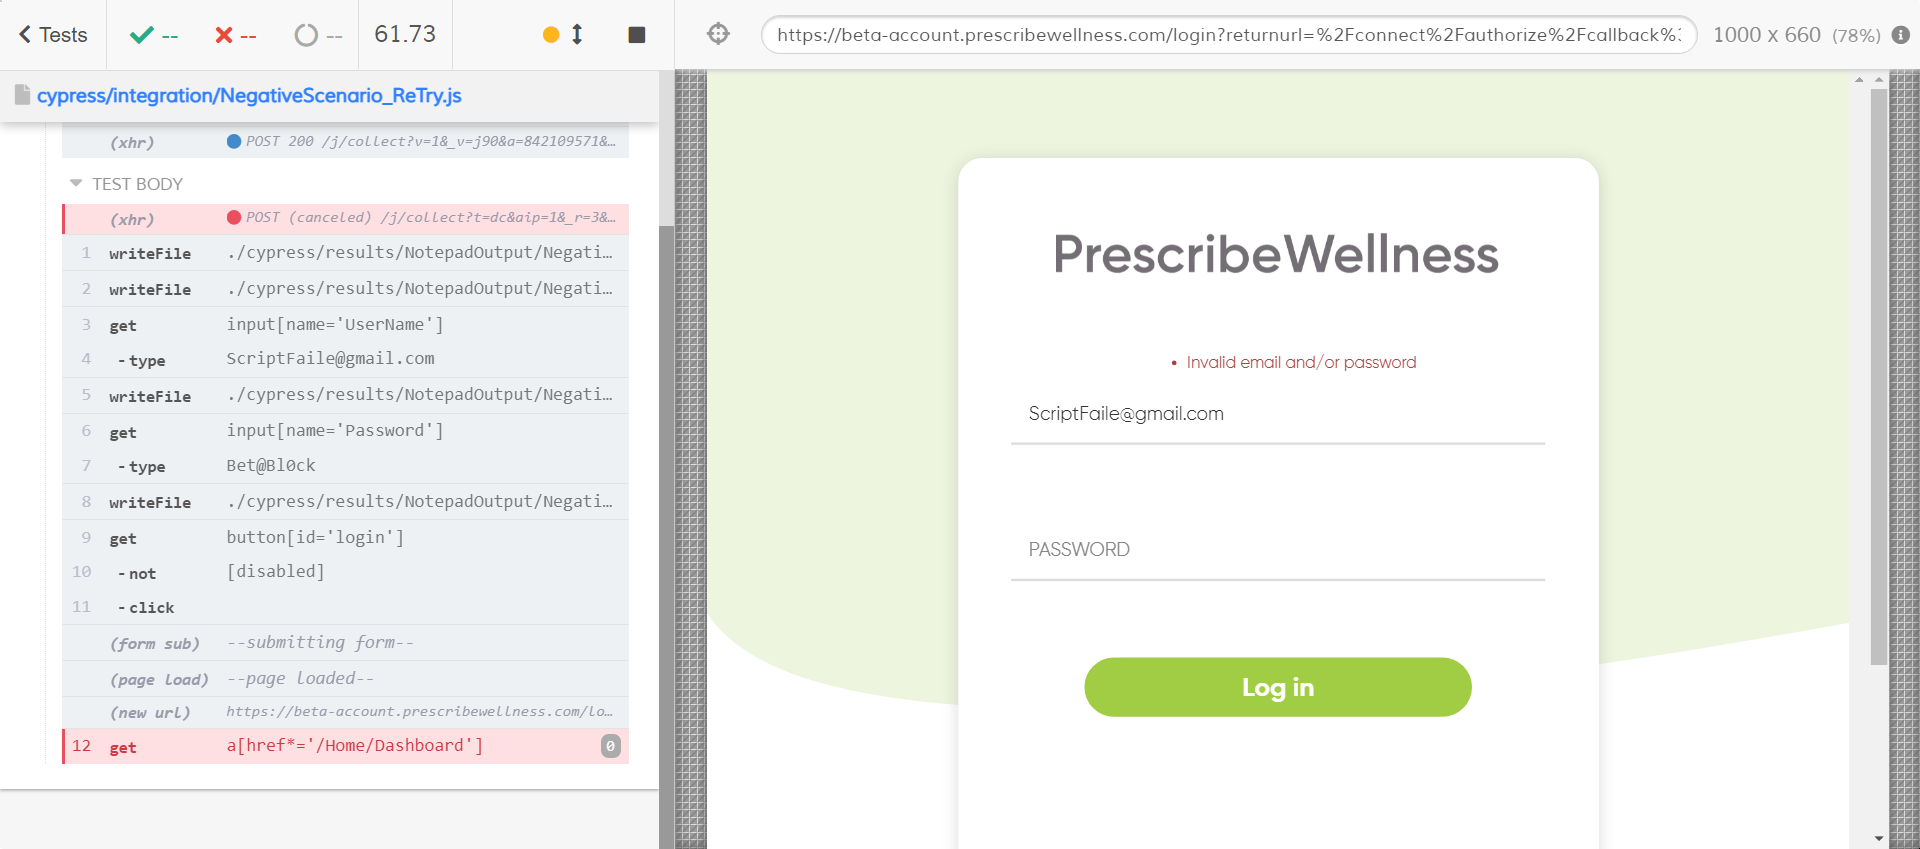 Tests -- -- -- 61.73
https://beta-account.prescribewellness.com/login?returnurl=%2Fconnect%2Fauthorize%2Fcallback%
1000 x 660 (78%)
cypress/integration/NegativeScenario_ReTry.js
(xhr) POST 200 /j/collect?v=1&_v=j90&a=842109571&…
TEST BODY
(xhr) POST (canceled) /j/collect?t=dc&aip=1&_r=3&…
1 writeFile ./cypress/results/NotepadOutput/Negati…
2 writeFile ./cypress/results/NotepadOutput/Negati…
3 get input[name='UserName']
4 -type ScriptFaile@gmail.com
5 writeFile ./cypress/results/NotepadOutput/Negati…
6 get input[name='Password']
7 -type Bet@Bl0ck
8 writeFile ./cypress/results/NotepadOutput/Negati…
9 get button[id='login']
10 -not [disabled]
11 -click
(form sub) --submitting form--
(page load) --page loaded--
(new url) https://beta-account.prescribewellness.com/lo…
12 get a[href*='/Home/Dashboard'] 0
PrescribeWellness
• Invalid email and/or password
ScriptFaile@gmail.com
PASSWORD
Log in